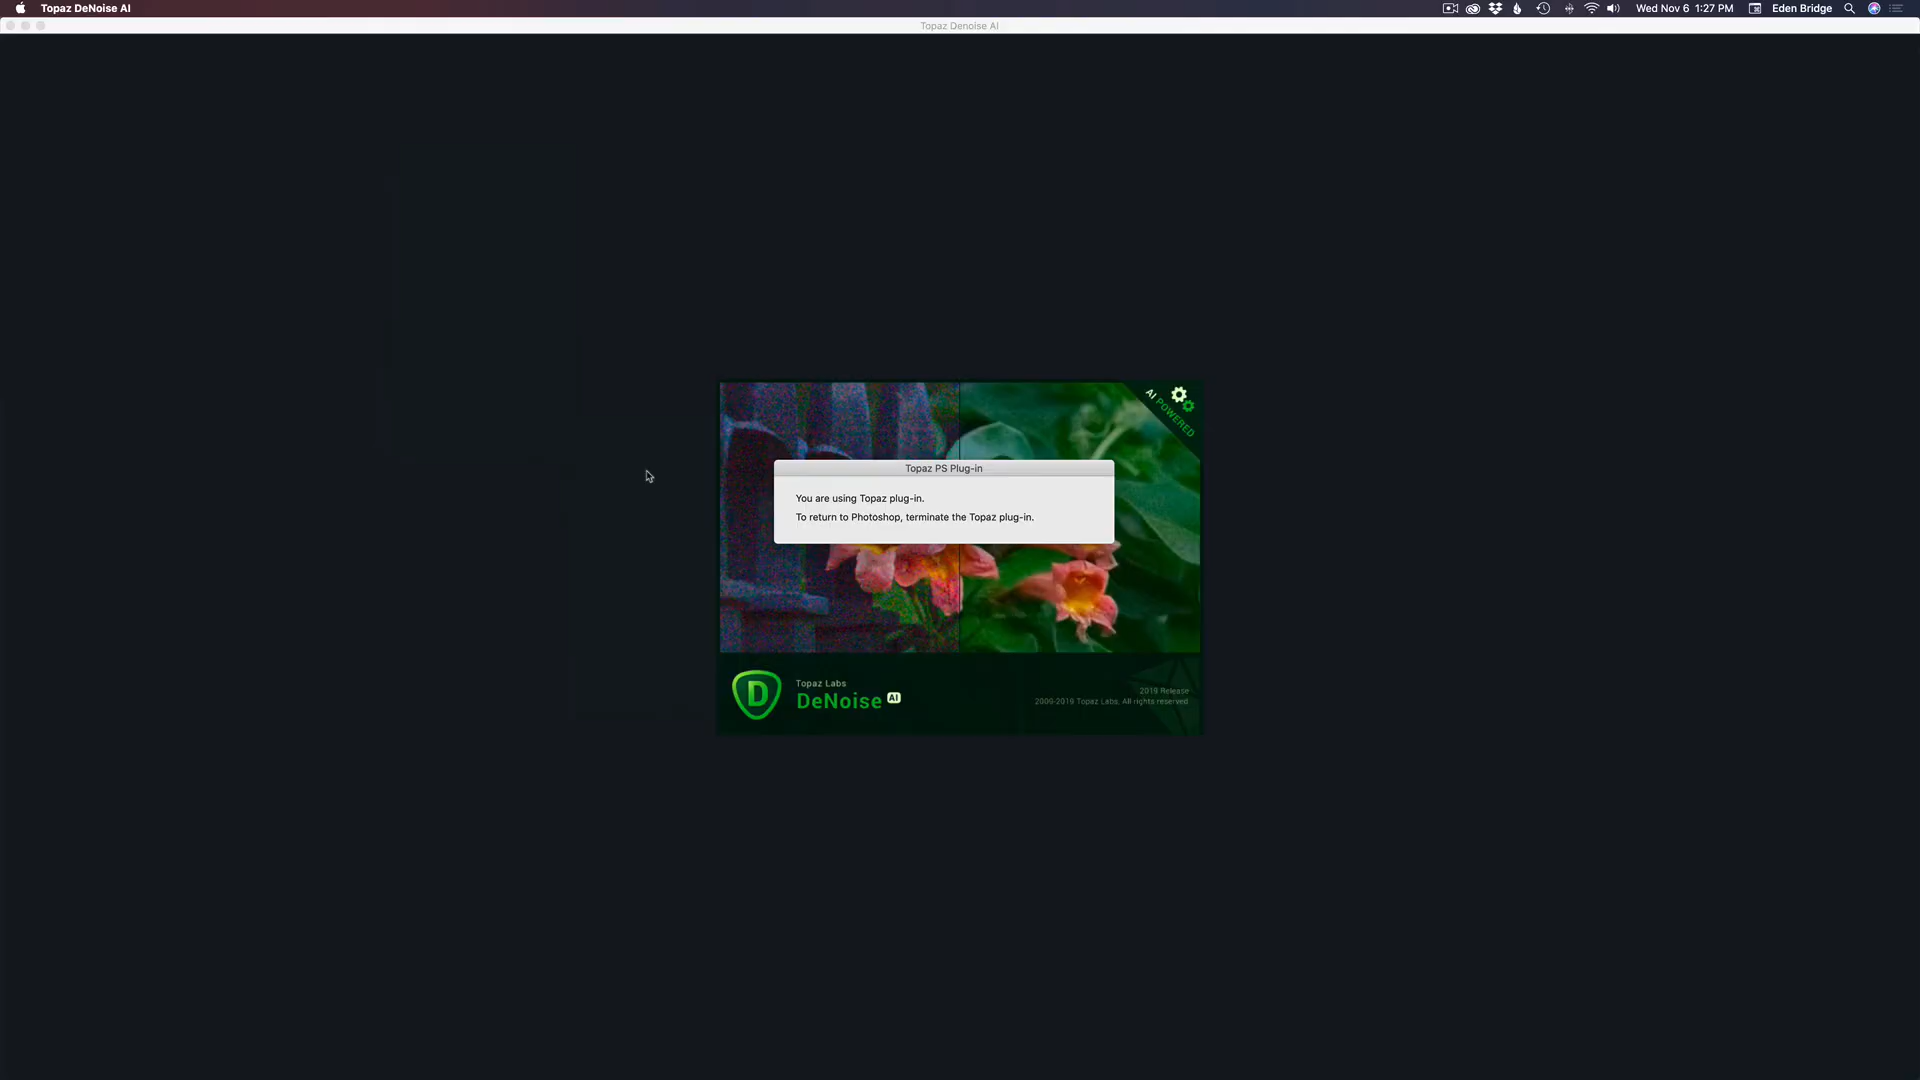 Topaz DeNoise AI
Wed Nov 6 1:27 PM
Eden Bridge
Topaz Denoise AI
AI POWERED
Topaz PS Plug-in
You are using Topaz plug-in.
To return to Photoshop, terminate the Topaz plug-in.
D
Topaz Labs
DeNoise AI
2019 Release
2009-2019 Topaz Labs, All rights reserved